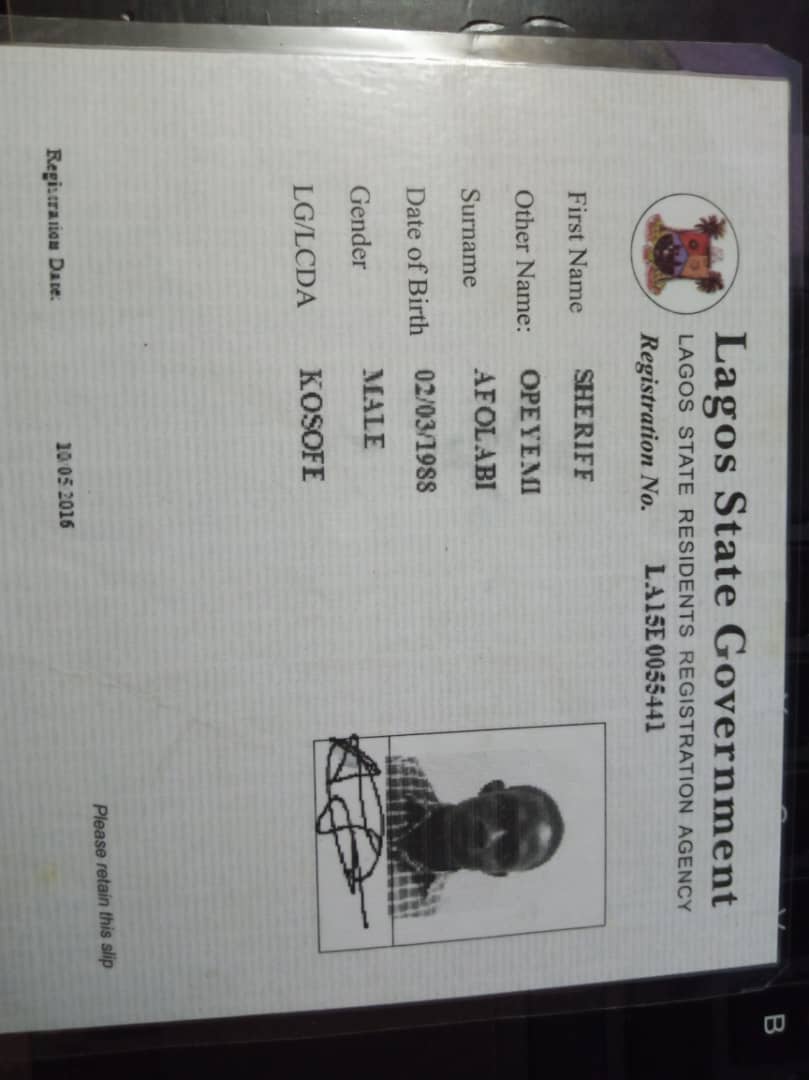 B
Lagos State Government
LAGOS STATE RESIDENTS REGISTRATION AGENCY
Registration No. LA15E0055441
First Name SHERIFF
Other Name: OPEYEMI
Surname AFOLABI
Date of Birth 02/03/1988
Gender MALE
LG/LCDA KOSOFE
Please retain this slip
Registration Date: 10/05/2016